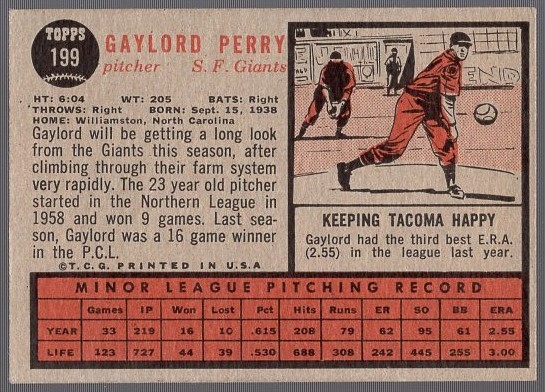 TOPPS
199
GAYLORD PERRY
pitcher S. F. Giants
HT: 6:04 WT: 205 BATS: Right
THROWS: Right BORN: Sept. 15, 1938
HOME: Williamston, North Carolina
Gaylord will be getting a long look
from the Giants this season, after
climbing through their farm system
very rapidly. The 23 year old pitcher
started in the Northern League in
1958 and won 9 games. Last sea-
son, Gaylord was a 16 game winner
in the P.C.L.
©T.C.G. PRINTED IN U.S.A
END
KEEPING TACOMA HAPPY
Gaylord had the third best E.R.A.
(2.55) in the league last year.
MINOR LEAGUE PITCHING RECORD
Games IP Won Lost Pct. Hits Runs ER SO BB ERA
YEAR 33 219 16 10 .615 208 79 62 95 61 2.55
LIFE 123 727 44 39 .530 688 308 242 445 255 3.00